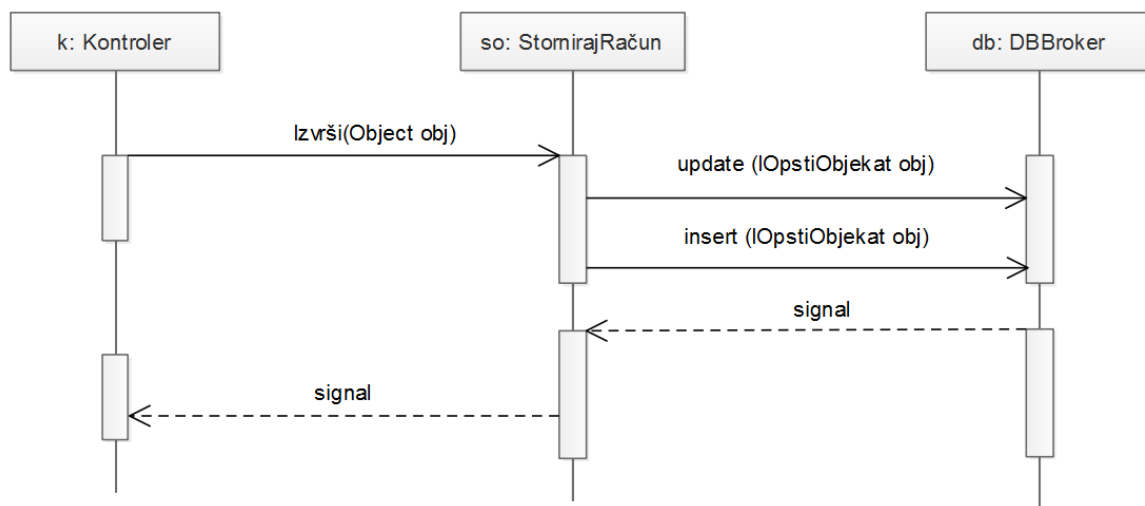 k: Kontroler
so: StornirajRačun
db: DBBroker
Izvrši(Object obj)
update (IOpstiObjekat obj)
insert (IOpstiObjekat obj)
signal
signal